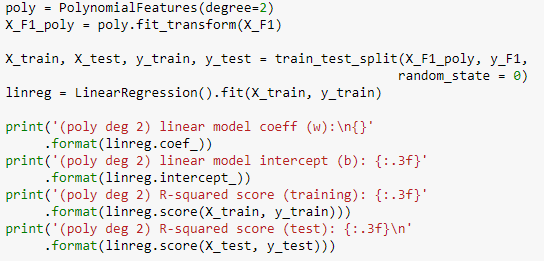 poly = PolynomialFeatures(degree=2)
X_F1_poly = poly.fit_transform(X_F1)

X_train, X_test, y_train, y_test = train_test_split(X_F1_poly, y_F1,
                                                   random_state = 0)
linreg = LinearRegression().fit(X_train, y_train)

print('(poly deg 2) linear model coeff (w):\n{}'
     .format(linreg.coef_))
print('(poly deg 2) linear model intercept (b): {:.3f}'
     .format(linreg.intercept_))
print('(poly deg 2) R-squared score (training): {:.3f}'
     .format(linreg.score(X_train, y_train)))
print('(poly deg 2) R-squared score (test): {:.3f}\n'
     .format(linreg.score(X_test, y_test)))